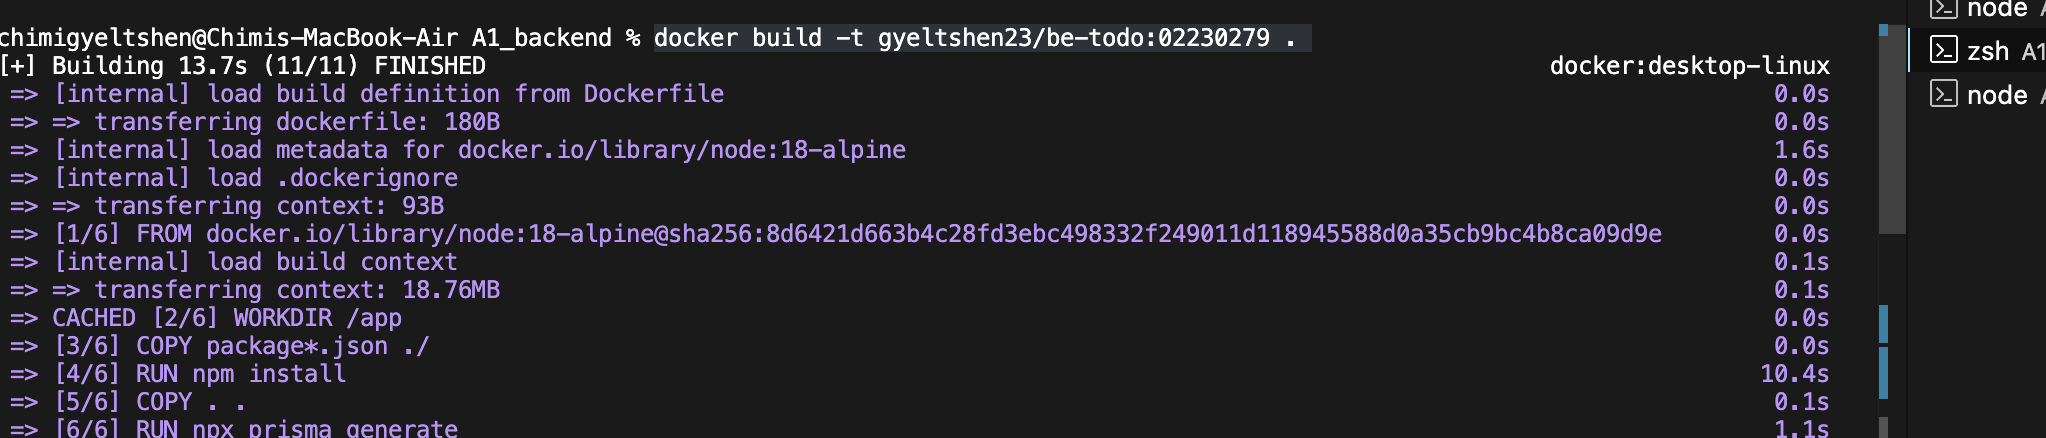 chimigyeltshen@Chimis-MacBook-Air A1_backend % docker build -t gyeltshen23/be-todo:02230279 .
[+] Building 13.7s (11/11) FINISHED docker:desktop-linux
=> [internal] load build definition from Dockerfile 0.0s
=> => transferring dockerfile: 180B 0.0s
=> [internal] load metadata for docker.io/library/node:18-alpine 1.6s
=> [internal] load .dockerignore 0.0s
=> => transferring context: 93B 0.0s
=> [1/6] FROM docker.io/library/node:18-alpine@sha256:8d6421d663b4c28fd3ebc498332f249011d118945588d0a35cb9bc4b8ca09d9e 0.0s
=> [internal] load build context 0.1s
=> => transferring context: 18.76MB 0.1s
=> CACHED [2/6] WORKDIR /app 0.0s
=> [3/6] COPY package*.json ./ 0.0s
=> [4/6] RUN npm install 10.4s
=> [5/6] COPY . . 0.1s
=> [6/6] RUN npx prisma generate 1.1s
node
zsh A1
node